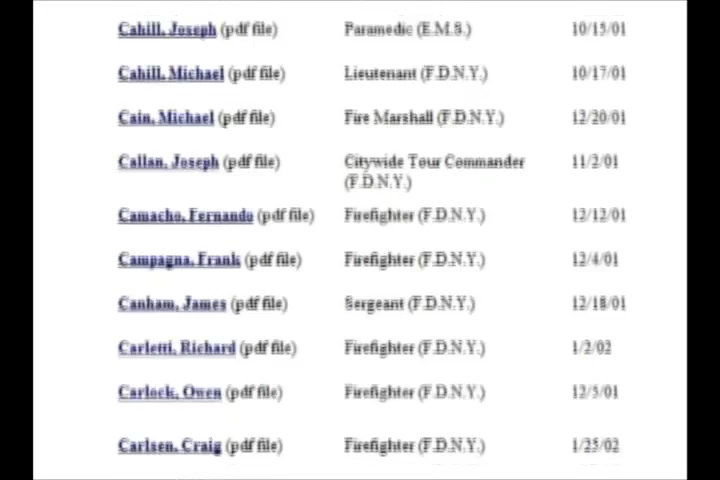 Cahill, Joseph (pdf file) Paramedic (E.M.S.) 10/15/01
Cahill, Michael (pdf file) Lieutenant (F.D.N.Y.) 10/17/01
Cain, Michael (pdf file) Fire Marshall (F.D.N.Y.) 12/20/01
Callan, Joseph (pdf file) Citywide Tour Commander 11/2/01
(F.D.N.Y.)
Camacho, Fernando (pdf file) Firefighter (F.D.N.Y.) 12/12/01
Campagna, Frank (pdf file) Firefighter (F.D.N.Y.) 12/4/01
Canham, James (pdf file) Sergeant (F.D.N.Y.) 12/18/01
Carletti, Richard (pdf file) Firefighter (F.D.N.Y.) 1/2/02
Carlock, Owen (pdf file) Firefighter (F.D.N.Y.) 12/5/01
Carlsen, Craig (pdf file) Firefighter (F.D.N.Y.) 1/25/02